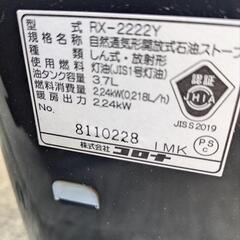 型式 RX-2222Y
種類 自然通気形開放式石油ストーブ
しん式・放射形
使用燃料 灯油(JIS1号灯油)
油タンク容量 3.7L
燃料消費量 2.24kW(0.218L/h)
暖房出力 2.24kW
認証
JHIA
JIS S 2019
PSC
8110228 IMK
株式会社 コロナ